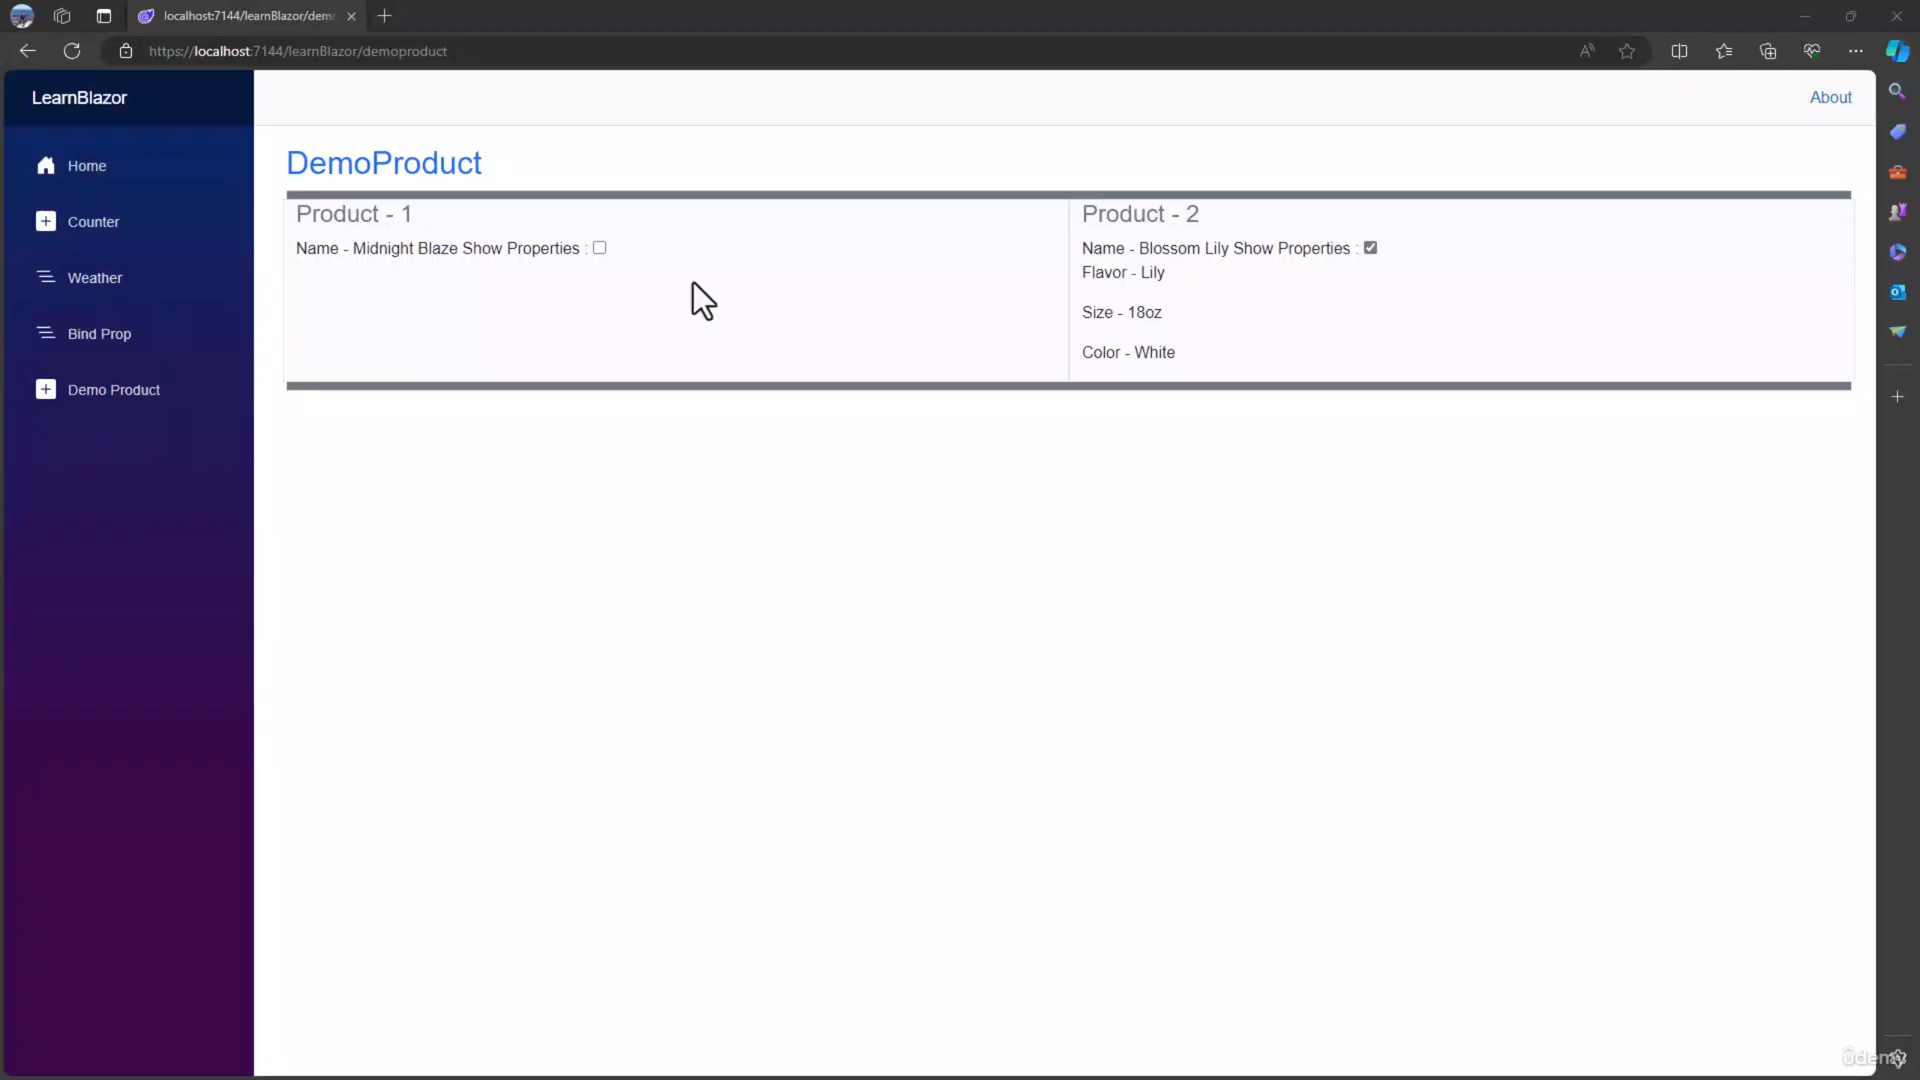 localhost:7144/learnBlazor/demo
https://localhost:7144/learnBlazor/demoproduct
LearnBlazor
About
Home
Counter
Weather
Bind Prop
Demo Product
DemoProduct
Product - 1
Name - Midnight Blaze Show Properties :
Product - 2
Name - Blossom Lily Show Properties :
Flavor - Lily
Size - 18oz
Color - White